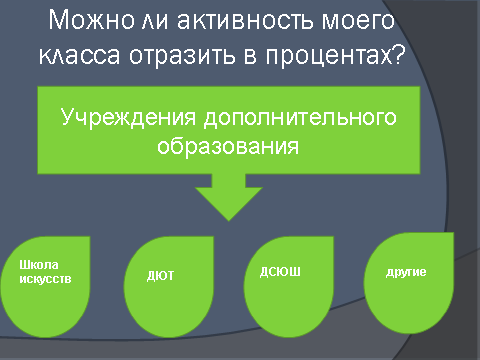 Можно ли активность моего
класса отразить в процентах?
Учреждения дополнительного
образования
Школа
искусств
ДЮТ
ДСЮШ
другие